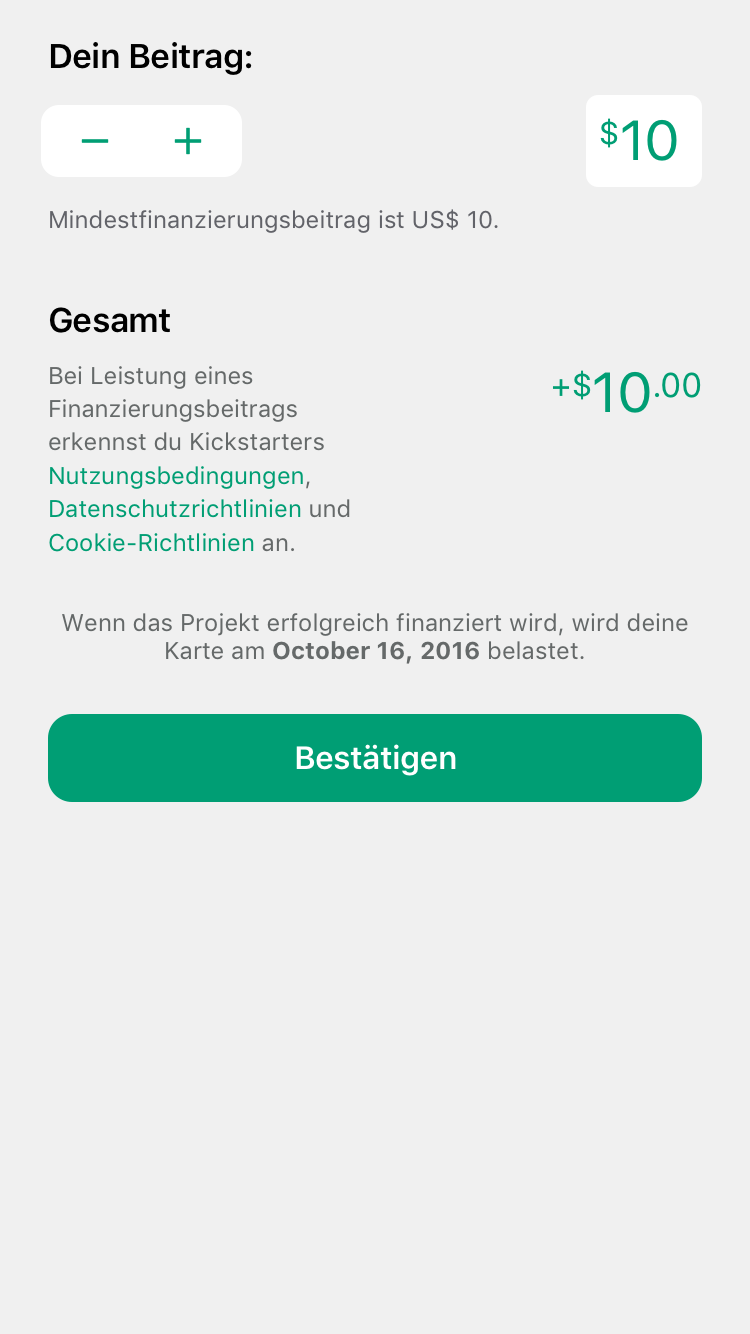 Dein Beitrag:
− +
$10
Mindestfinanzierungsbeitrag ist US$ 10.
Gesamt
Bei Leistung eines
Finanzierungsbeitrags
erkennst du Kickstarters
Nutzungsbedingungen,
Datenschutzrichtlinien und
Cookie-Richtlinien an.
+$10.00
Wenn das Projekt erfolgreich finanziert wird, wird deine
Karte am October 16, 2016 belastet.
Bestätigen